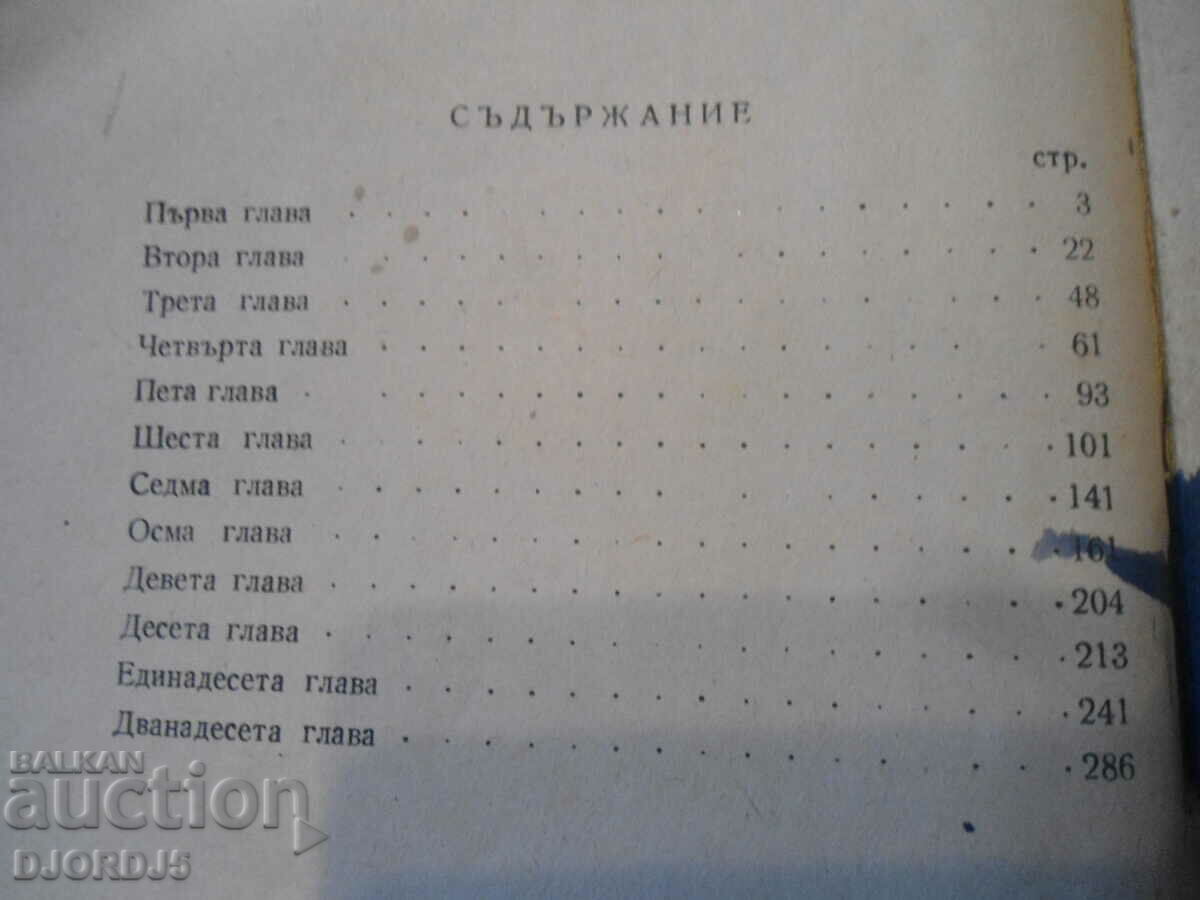 СЪДЪРЖАНИЕ
стр.
Първа глава . . . . . . . . . . . . . . . . . . 3
Втора глава . . . . . . . . . . . . . . . . . 22
Трета глава . . . . . . . . . . . . . . . . . 48
Четвърта глава . . . . . . . . . . . . . . . . 61
Пета глава . . . . . . . . . . . . . . . . . . 93
Шеста глава . . . . . . . . . . . . . . . . . . 101
Седма глава . . . . . . . . . . . . . . . . . 141
Осма глава . . . . . . . . . . . . . . . . . . 161
Девета глава . . . . . . . . . . . . . . . . . . 204
Десета глава . . . . . . . . . . . . . . . . . . 213
Единадесета глава . . . . . . . . . . . . . . . . 241
Дванадесета глава . . . . . . . . . . . . . . . . 286
BALKAN
auction
DJORDJ5